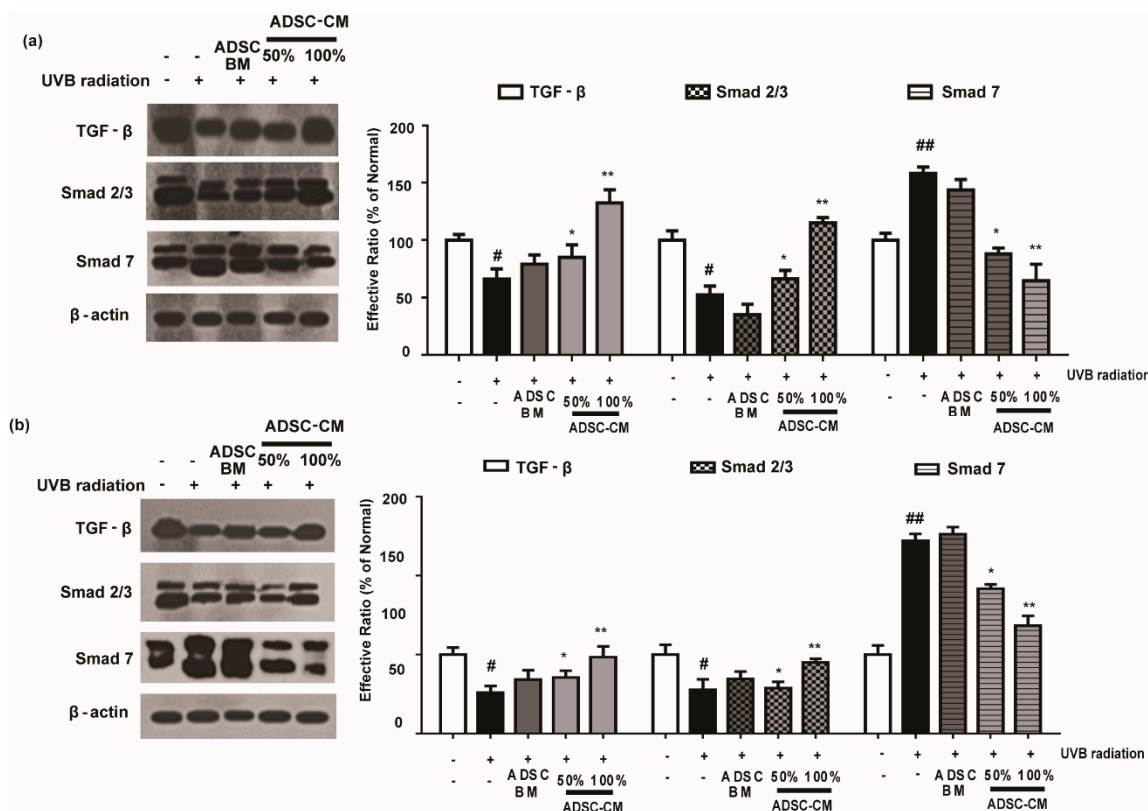 (a)
ADSC-CM
- - ADSC BM 50% 100%
UVB radiation - + + + +
TGF - β
Smad 2/3
Smad 7
β - actin
TGF - β Smad 2/3 Smad 7
Effective Ratio (% of Normal)
200
150
100
50
0
# * **
# * **
## * **
- + + + + - + + + + - + + + + UVB radiation
- - ADSC BM 50% 100% - - ADSC BM 50% 100% - - ADSC BM 50% 100%
ADSC-CM ADSC-CM ADSC-CM
(b)
ADSC-CM
- - ADSC BM 50% 100%
UVB radiation - + + + +
TGF - β
Smad 2/3
Smad 7
β - actin
TGF - β Smad 2/3 Smad 7
Effective Ratio (% of Normal)
200
150
50
0
# * **
# * **
## * **
- + + + + - + + + + - + + + + UVB radiation
- - ADSC BM 50% 100% - - ADSC BM 50% 100% - - ADSC BM 50% 100%
ADSC-CM ADSC-CM ADSC-CM